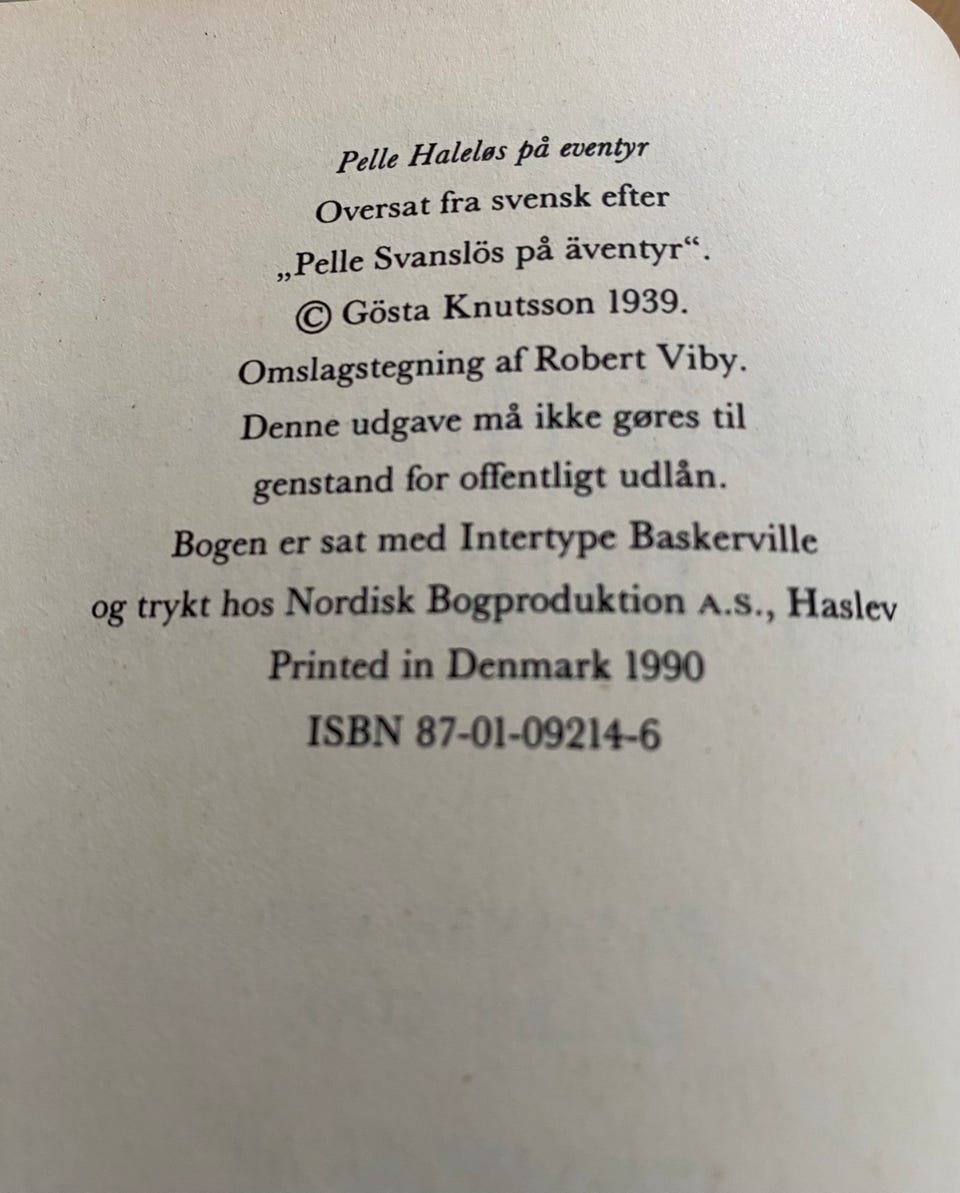 Pelle Haleløs på eventyr
Oversat fra svensk efter
„Pelle Svanslös på äventyr“.
© Gösta Knutsson 1939.
Omslagstegning af Robert Viby.
Denne udgave må ikke gøres til
genstand for offentligt udlån.
Bogen er sat med Intertype Baskerville
og trykt hos Nordisk Bogproduktion A.S., Haslev
Printed in Denmark 1990
ISBN 87-01-09214-6